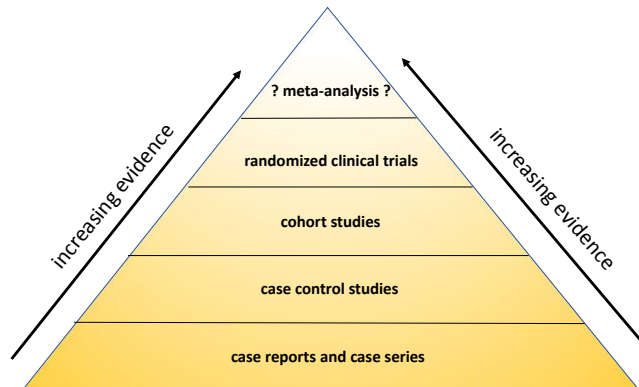 ? meta-analysis ?
increasing evidence
increasing evidence
randomized clinical trials
cohort studies
case control studies
case reports and case series